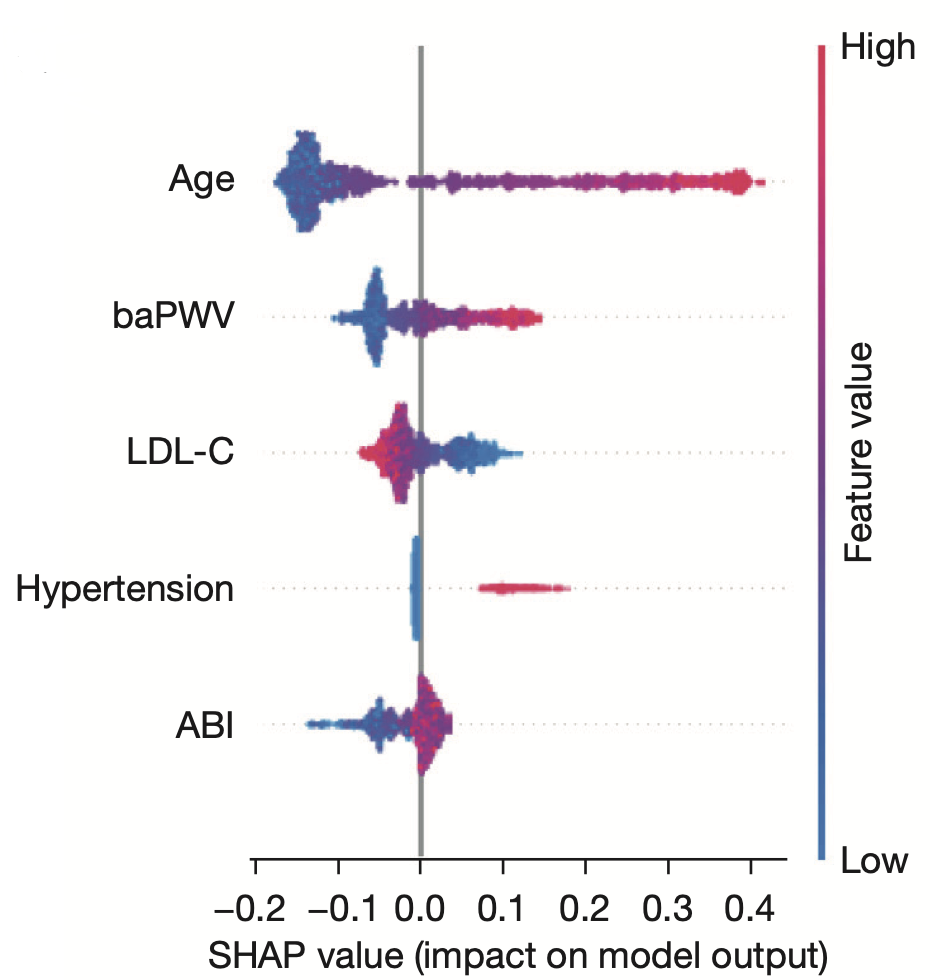 High
Age
baPWV
LDL-C
Hypertension
ABI
Feature value
Low
−0.2 −0.1 0.0 0.1 0.2 0.3 0.4
SHAP value (impact on model output)